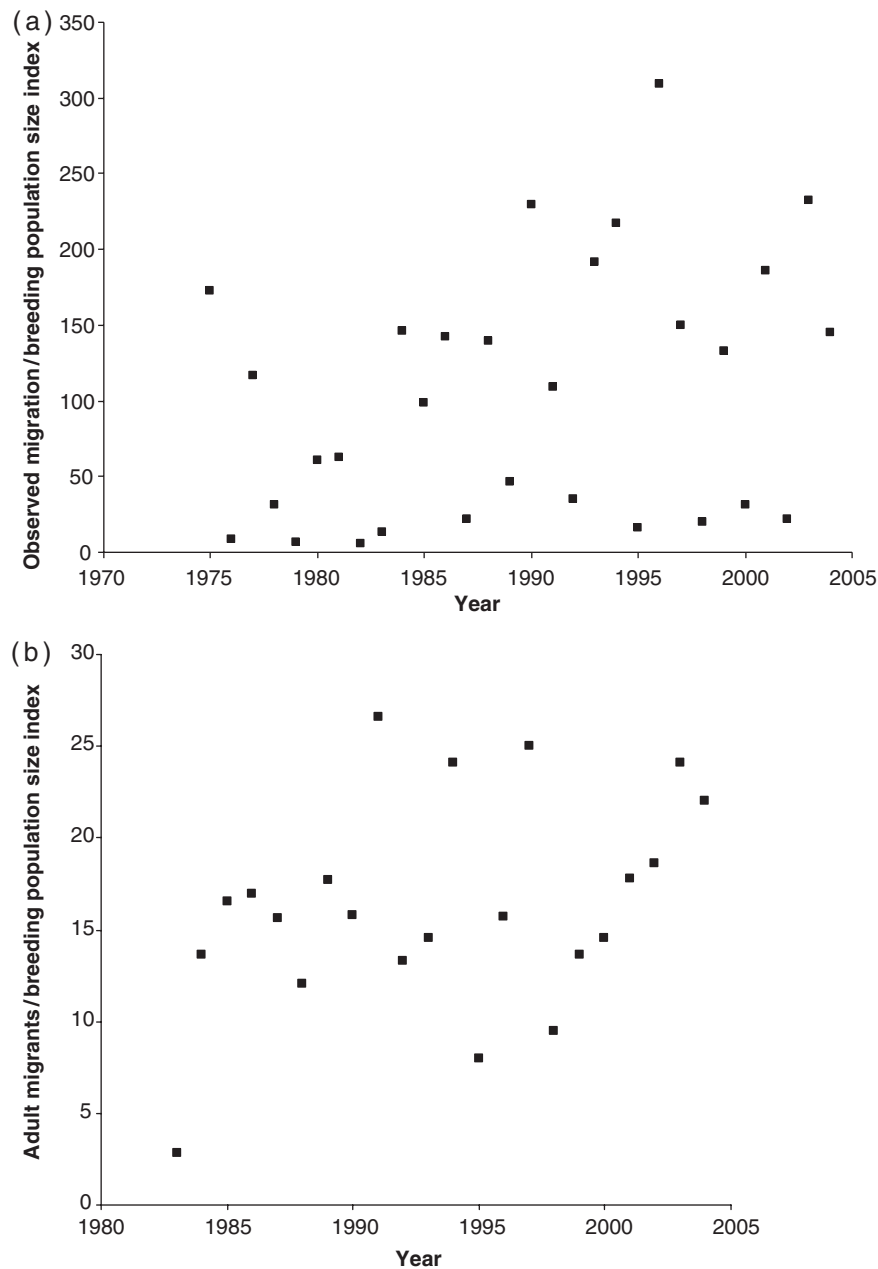 (a)
Observed migration/breeding population size index
350
300
250
200
150
100
50
0
1970 1975 1980 1985 1990 1995 2000 2005
Year
(b)
Adult migrants/breeding population size index
30
25
20
15
10
5
0
1980 1985 1990 1995 2000 2005
Year